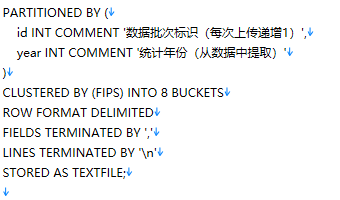 PARTITIONED BY (↓
    id INT COMMENT '数据批次标识（每次上传递增1）',↓
    year INT COMMENT '统计年份（从数据中提取）'↓
)↓
CLUSTERED BY (FIPS) INTO 8 BUCKETS↓
ROW FORMAT DELIMITED↓
FIELDS TERMINATED BY ','↓
LINES TERMINATED BY '\n'↓
STORED AS TEXTFILE;↓
↓